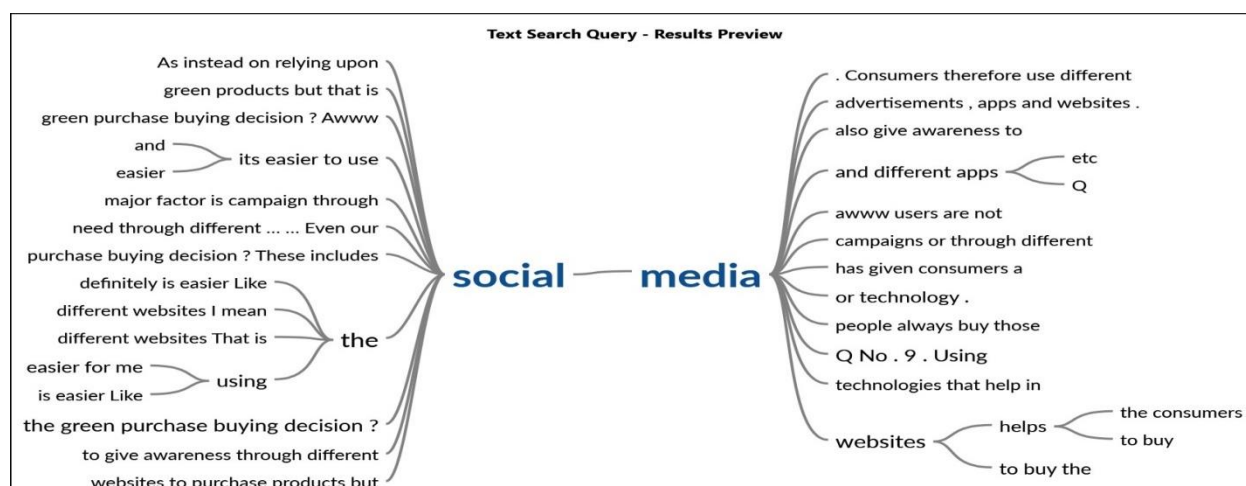 Text Search Query - Results Preview
As instead on relying upon
green products but that is
green purchase buying decision ? Awww
and
easier
its easier to use
major factor is campaign through
need through different ... ... Even our
purchase buying decision ? These includes
definitely is easier Like
different websites I mean
different websites That is
the
easier for me
is easier Like
using
the green purchase buying decision ?
to give awareness through different
websites to purchase products but
social
media
. Consumers therefore use different
advertisements , apps and websites .
also give awareness to
and different apps
etc
Q
awww users are not
campaigns or through different
has given consumers a
or technology .
people always buy those
Q No . 9 . Using
technologies that help in
websites
helps
the consumers
to buy
to buy the